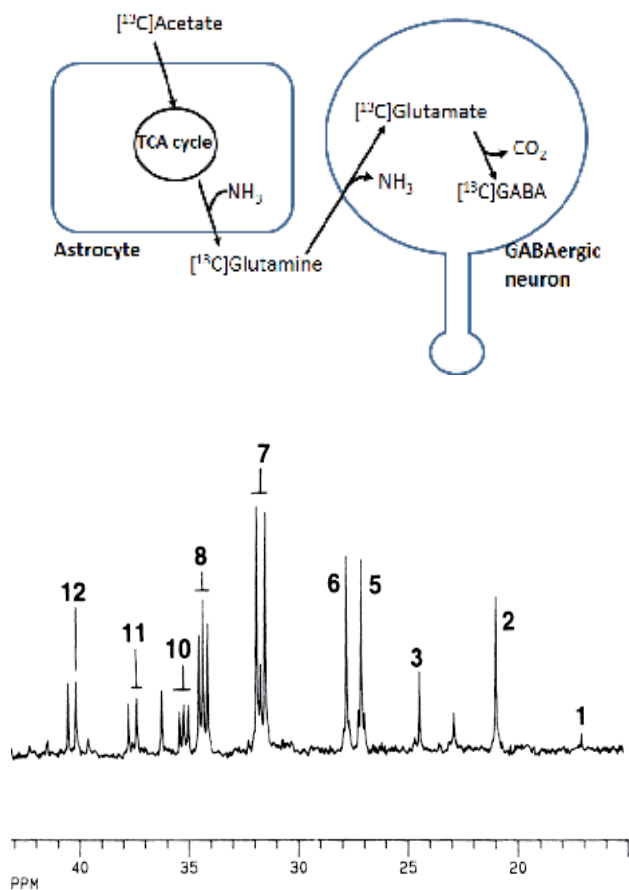 [¹³C]Acetate
TCA cycle
NH₃
Astrocyte
[¹³C]Glutamine
[¹³C]Glutamate
NH₃
CO₂
[¹³C]GABA
GABAergic
neuron
12
11
10
8
7
6
5
3
2
1
40
35
30
25
20
PPM